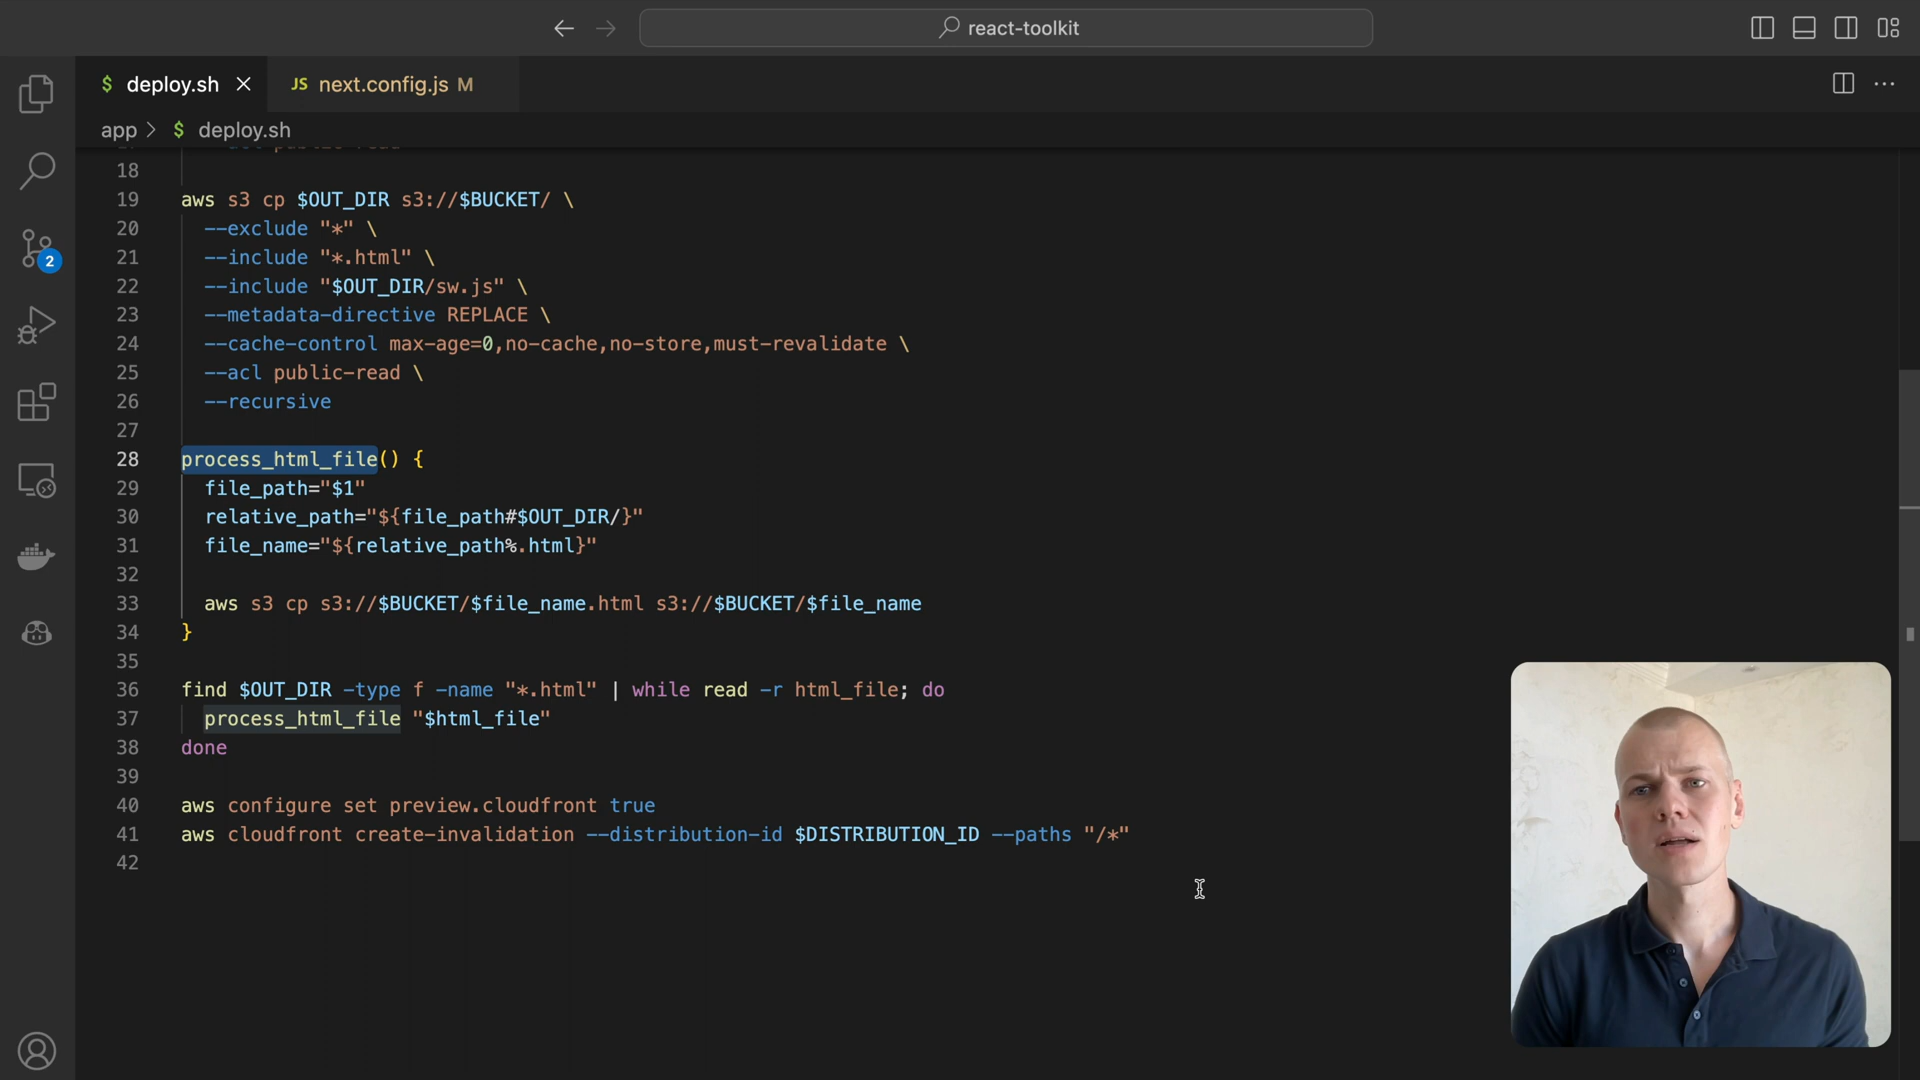 react-toolkit
$ deploy.sh
JS next.config.js M
app > $ deploy.sh
18
19 aws s3 cp $OUT_DIR s3://$BUCKET/ \
20 --exclude "*" \
21 --include "*.html" \
22 --include "$OUT_DIR/sw.js" \
23 --metadata-directive REPLACE \
24 --cache-control max-age=0,no-cache,no-store,must-revalidate \
25 --acl public-read \
26 --recursive
27
28 process_html_file() {
29 file_path="$1"
30 relative_path="${file_path#$OUT_DIR/}"
31 file_name="${relative_path%.html}"
32
33 aws s3 cp s3://$BUCKET/$file_name.html s3://$BUCKET/$file_name
34 }
35
36 find $OUT_DIR -type f -name "*.html" | while read -r html_file; do
37 process_html_file "$html_file"
38 done
39
40 aws configure set preview.cloudfront true
41 aws cloudfront create-invalidation --distribution-id $DISTRIBUTION_ID --paths "/*"
42
2